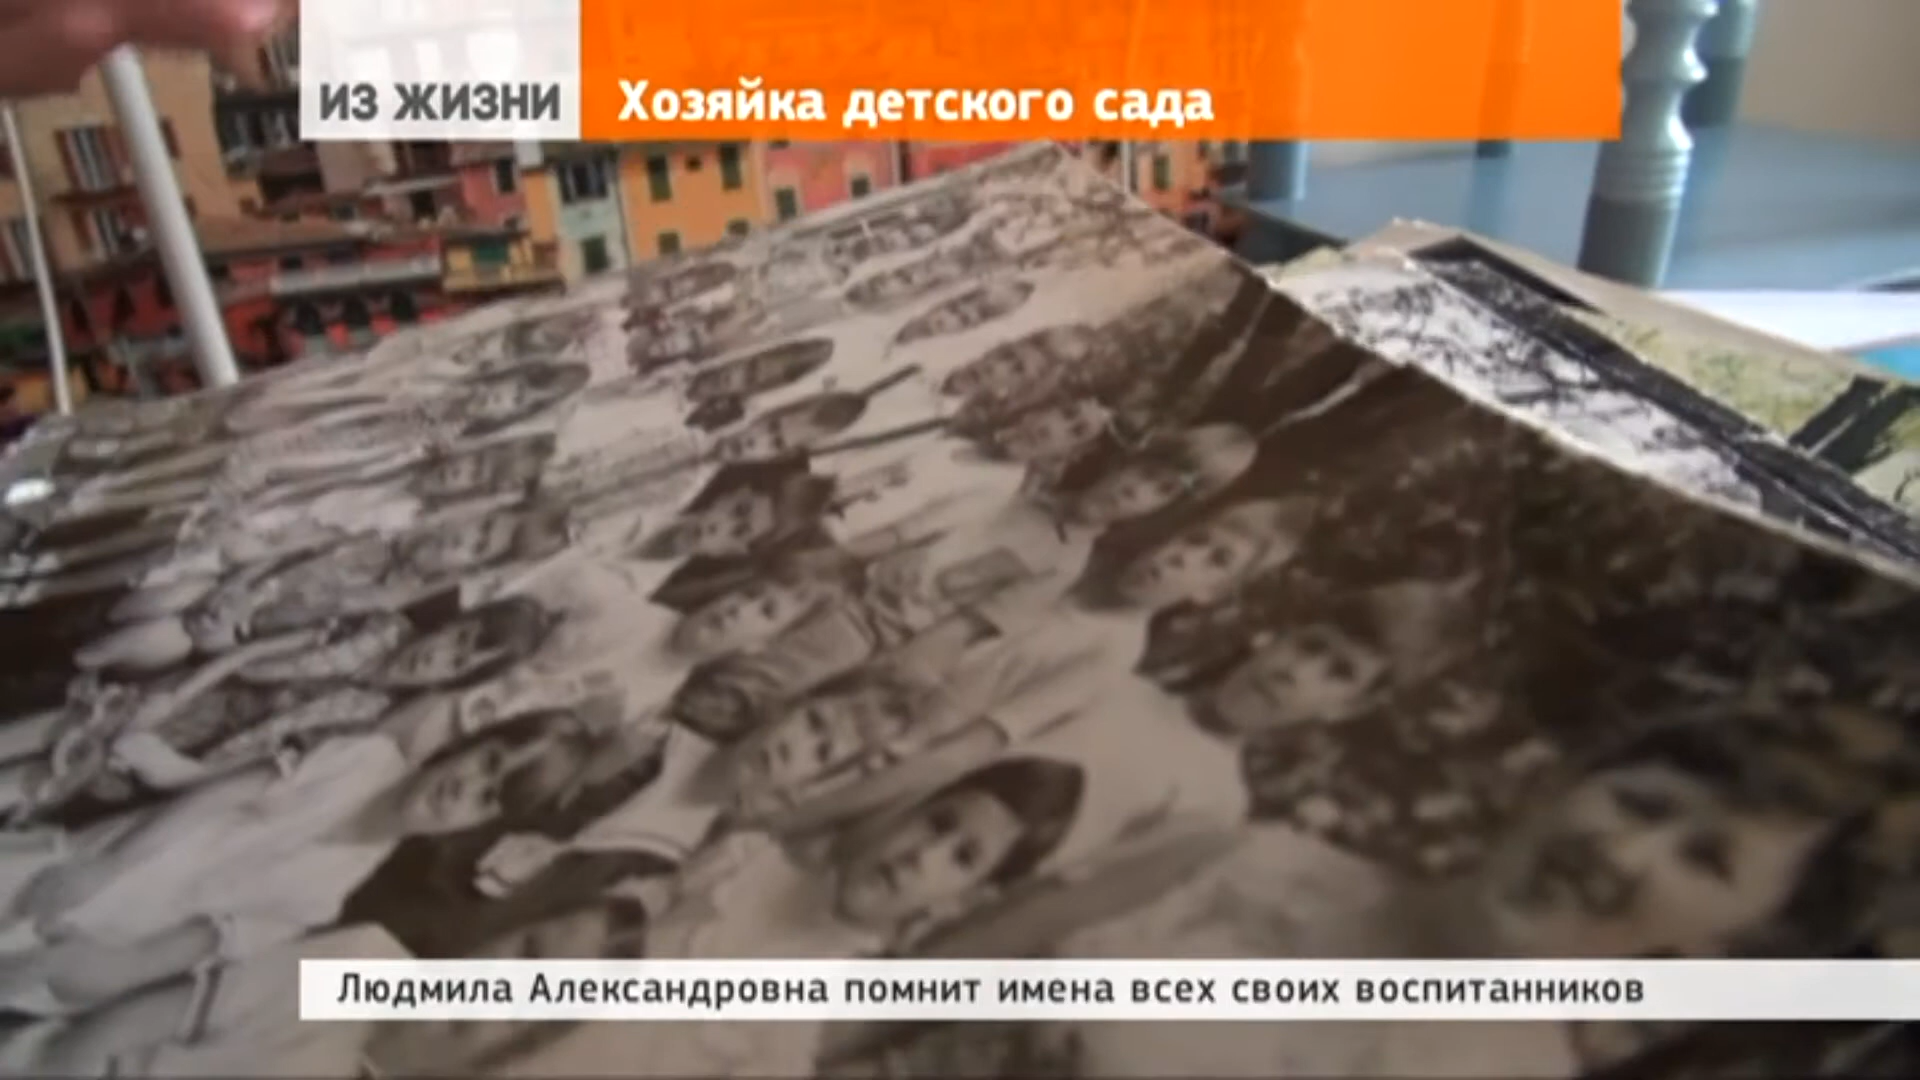 ИЗ ЖИЗНИ
Хозяйка детского сада
Людмила Александровна помнит имена всех своих воспитанников